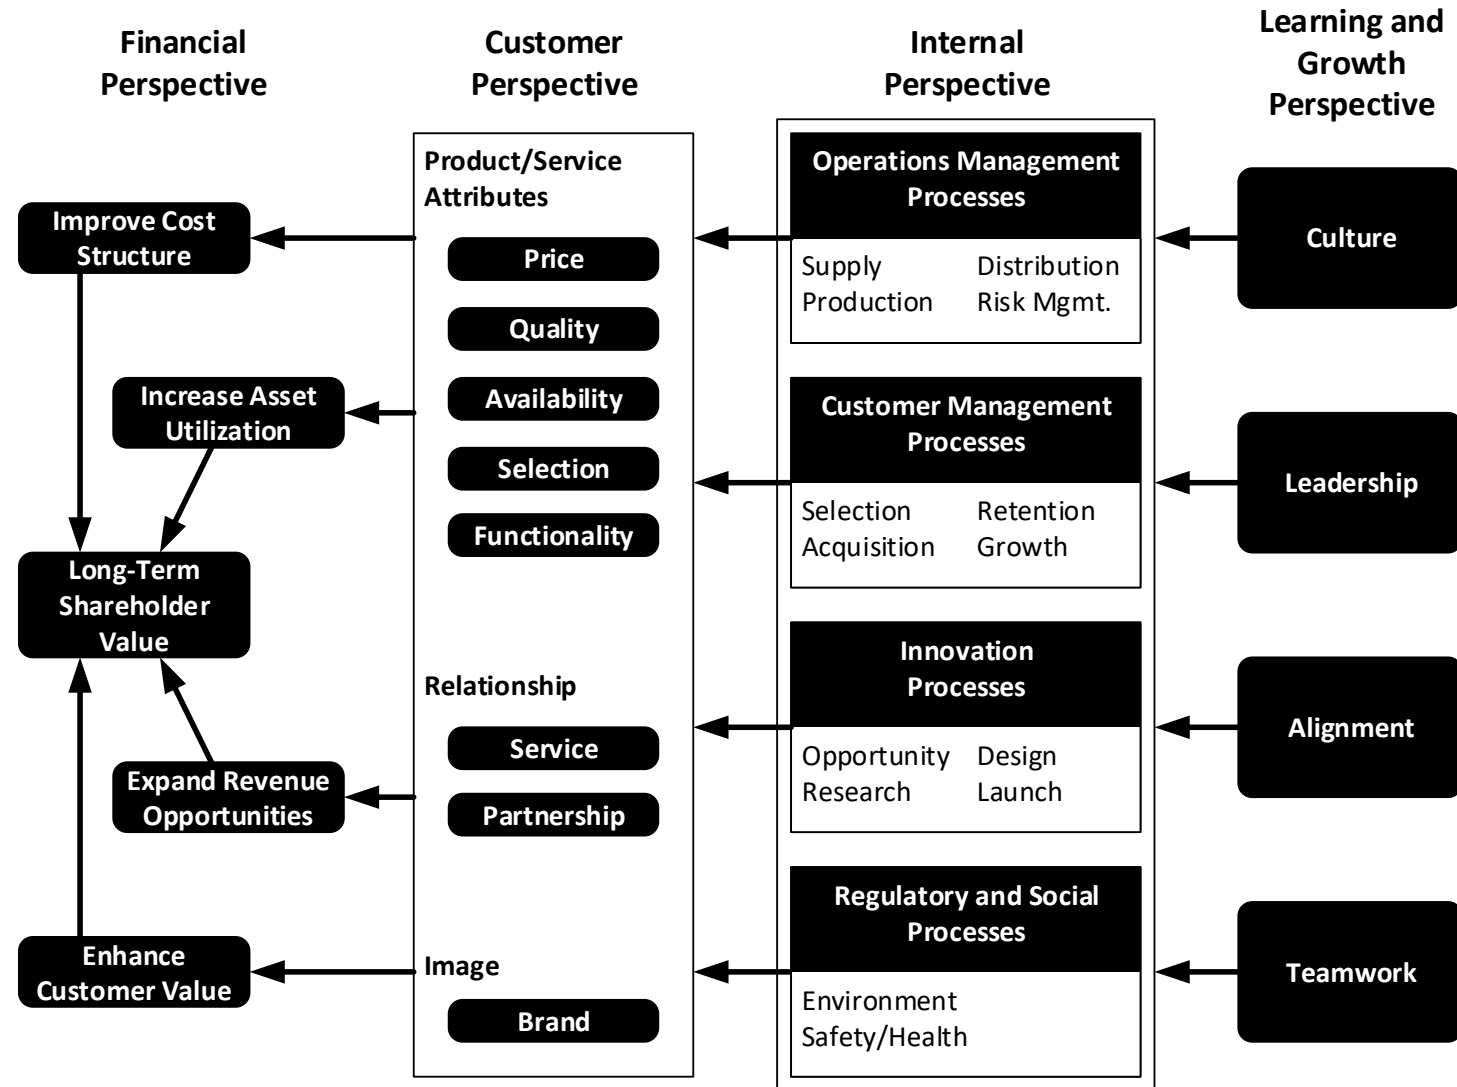 Financial
Perspective
Customer
Perspective
Internal
Perspective
Learning and
Growth
Perspective
Improve Cost
Structure
Increase Asset
Utilization
Long-Term
Shareholder
Value
Expand Revenue
Opportunities
Enhance
Customer Value
Product/Service
Attributes
Price
Quality
Availability
Selection
Functionality
Relationship
Service
Partnership
Image
Brand
Operations Management
Processes
Supply Distribution
Production Risk Mgmt.
Customer Management
Processes
Selection Retention
Acquisition Growth
Innovation
Processes
Opportunity Design
Research Launch
Regulatory and Social
Processes
Environment
Safety/Health
Culture
Leadership
Alignment
Teamwork